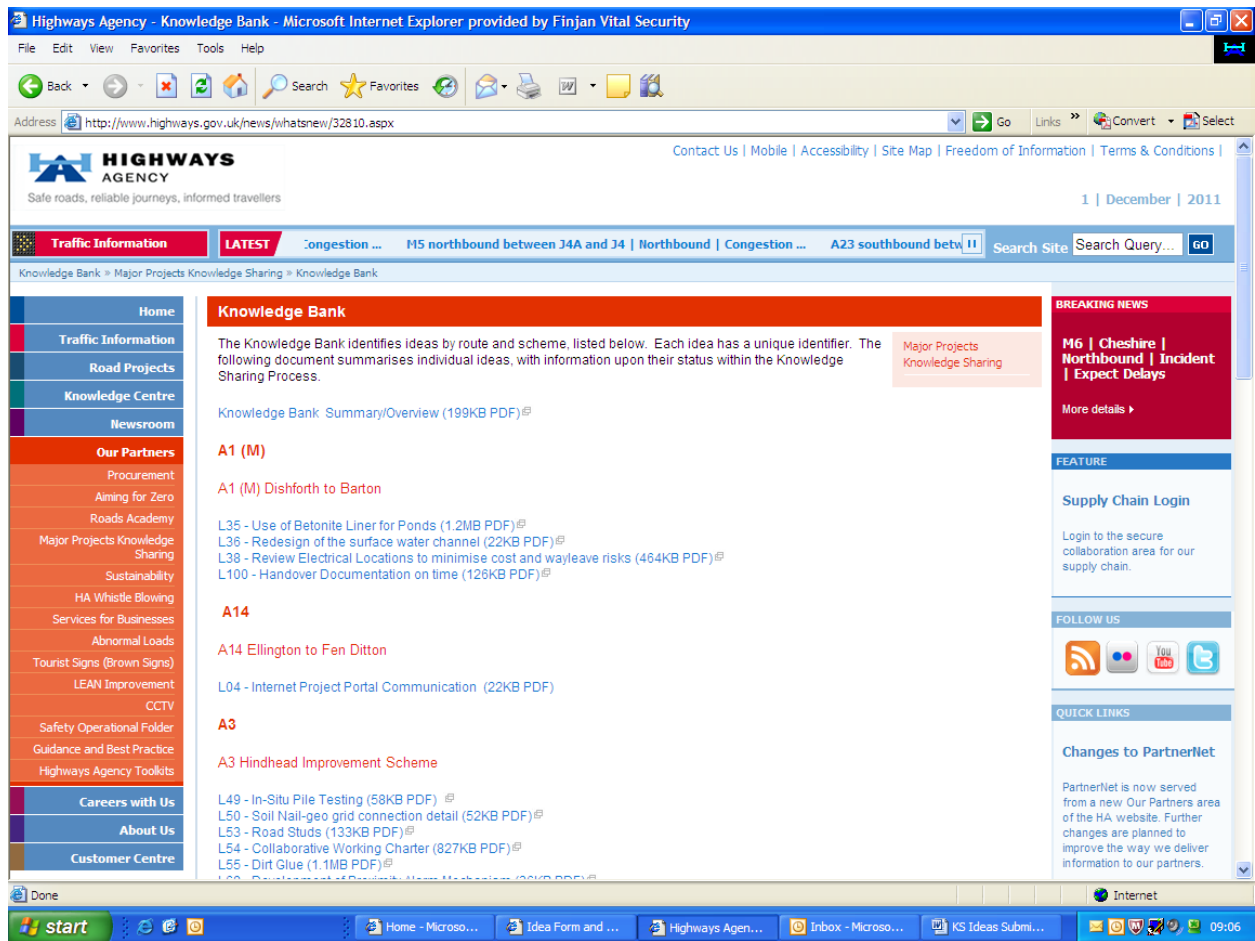 Highways Agency - Knowledge Bank - Microsoft Internet Explorer provided by Finjan Vital Security
File Edit View Favorites Tools Help
Back Search Favorites
Address http://www.highways.gov.uk/news/whatsnew/32810.aspx Go Links » Convert Select
HIGHWAYS
AGENCY
Safe roads, reliable journeys, informed travellers
Contact Us | Mobile | Accessibility | Site Map | Freedom of Information | Terms & Conditions |
1 | December | 2011
Traffic Information LATEST Congestion ... M5 northbound between J4A and J4 | Northbound | Congestion ... A23 southbound betw Search Site Search Query... GO
Knowledge Bank » Major Projects Knowledge Sharing » Knowledge Bank
Home
Traffic Information
Road Projects
Knowledge Centre
Newsroom
Our Partners
Procurement
Aiming for Zero
Roads Academy
Major Projects Knowledge
Sharing
Sustainability
HA Whistle Blowing
Services for Businesses
Abnormal Loads
Tourist Signs (Brown Signs)
LEAN Improvement
CCTV
Safety Operational Folder
Guidance and Best Practice
Highways Agency Toolkits
Careers with Us
About Us
Customer Centre
Knowledge Bank
The Knowledge Bank identifies ideas by route and scheme, listed below. Each idea has a unique identifier. The
following document summarises individual ideas, with information upon their status within the Knowledge
Sharing Process.
Major Projects
Knowledge Sharing
Knowledge Bank Summary/Overview (199KB PDF)
A1 (M)
A1 (M) Dishforth to Barton
L35 - Use of Betonite Liner for Ponds (1.2MB PDF)
L36 - Redesign of the surface water channel (22KB PDF)
L38 - Review Electrical Locations to minimise cost and wayleave risks (464KB PDF)
L100 - Handover Documentation on time (126KB PDF)
A14
A14 Ellington to Fen Ditton
L04 - Internet Project Portal Communication (22KB PDF)
A3
A3 Hindhead Improvement Scheme
L49 - In-Situ Pile Testing (58KB PDF)
L50 - Soil Nail-geo grid connection detail (52KB PDF)
L53 - Road Studs (133KB PDF)
L54 - Collaborative Working Charter (827KB PDF)
L55 - Dirt Glue (1.1MB PDF)
BREAKING NEWS
M6 | Cheshire |
Northbound | Incident
| Expect Delays
More details
FEATURE
Supply Chain Login
Login to the secure
collaboration area for our
supply chain.
FOLLOW US
You
Tube
QUICK LINKS
Changes to PartnerNet
PartnerNet is now served
from a new Our Partners area
of the HA website. Further
changes are planned to
improve the way we deliver
information to our partners.
Done Internet
start Home - Microso... Idea Form and ... Highways Agen... Inbox - Microso... KS Ideas Submi... 09:06